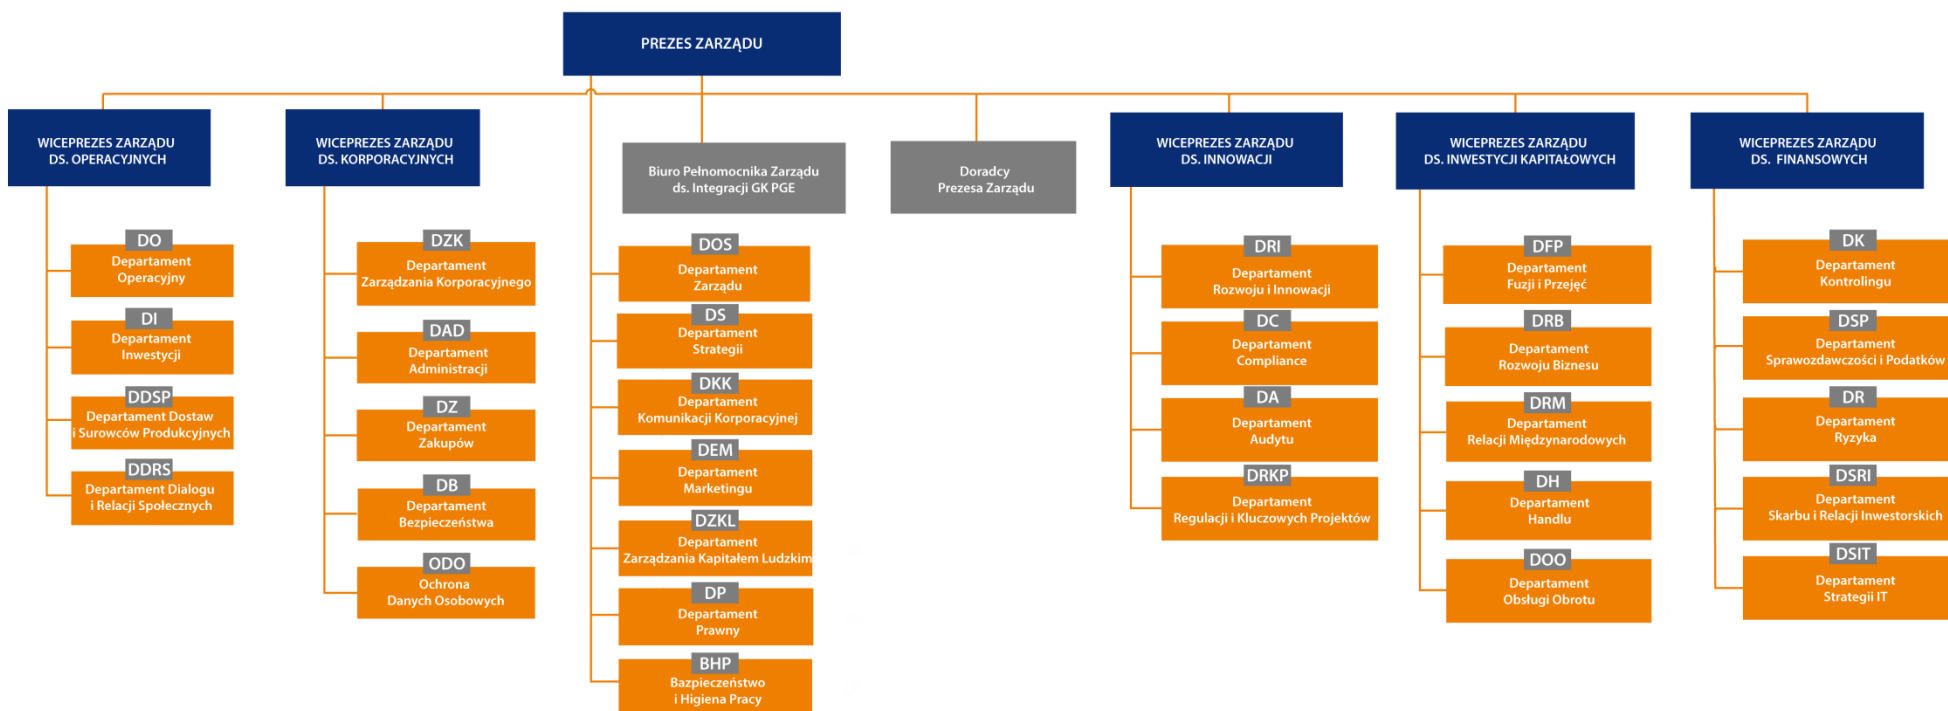 PREZES ZARZĄDU
WICEPREZES ZARZĄDU
DS. OPERACYJNYCH
DO
Departament
Operacyjny
DI
Departament
Inwestycji
DDSP
Departament Dostaw
i Surowców Produkcyjnych
DDRS
Departament Dialogu
i Relacji Społecznych
WICEPREZES ZARZĄDU
DS. KORPORACYJNYCH
DZK
Departament
Zarządzania Korporacyjnego
DAD
Departament
Administracji
DZ
Departament
Zakupów
DB
Departament
Bezpieczeństwa
ODO
Ochrona
Danych Osobowych
Biuro Pełnomocnika Zarządu
ds. Integracji GK PGE
Doradcy
Prezesa Zarządu
DOS
Departament
Zarządu
DS
Departament
Strategii
DKK
Departament
Komunikacji Korporacyjnej
DEM
Departament
Marketingu
DZKL
Departament
Zarządzania Kapitałem Ludzkim
DP
Departament
Prawny
BHP
Bazpieczeństwo
i Higiena Pracy
WICEPREZES ZARZĄDU
DS. INNOWACJI
DRI
Departament
Rozwoju i Innowacji
DC
Departament
Compliance
DA
Departament
Audytu
DRKP
Departament
Regulacji i Kluczowych Projektów
WICEPREZES ZARZĄDU
DS. INWESTYCJI KAPITAŁOWYCH
DFP
Departament
Fuzji i Przejęć
DRB
Departament
Rozwoju Biznesu
DRM
Departament
Relacji Międzynarodowych
DH
Departament
Handlu
DOO
Departament
Obsługi Obrotu
WICEPREZES ZARZĄDU
DS. FINANSOWYCH
DK
Departament
Kontrolingu
DSP
Departament
Sprawozdawczości i Podatków
DR
Departament
Ryzyka
DSRI
Departament
Skarbu i Relacji Inwestorskich
DSIT
Departament
Strategii IT